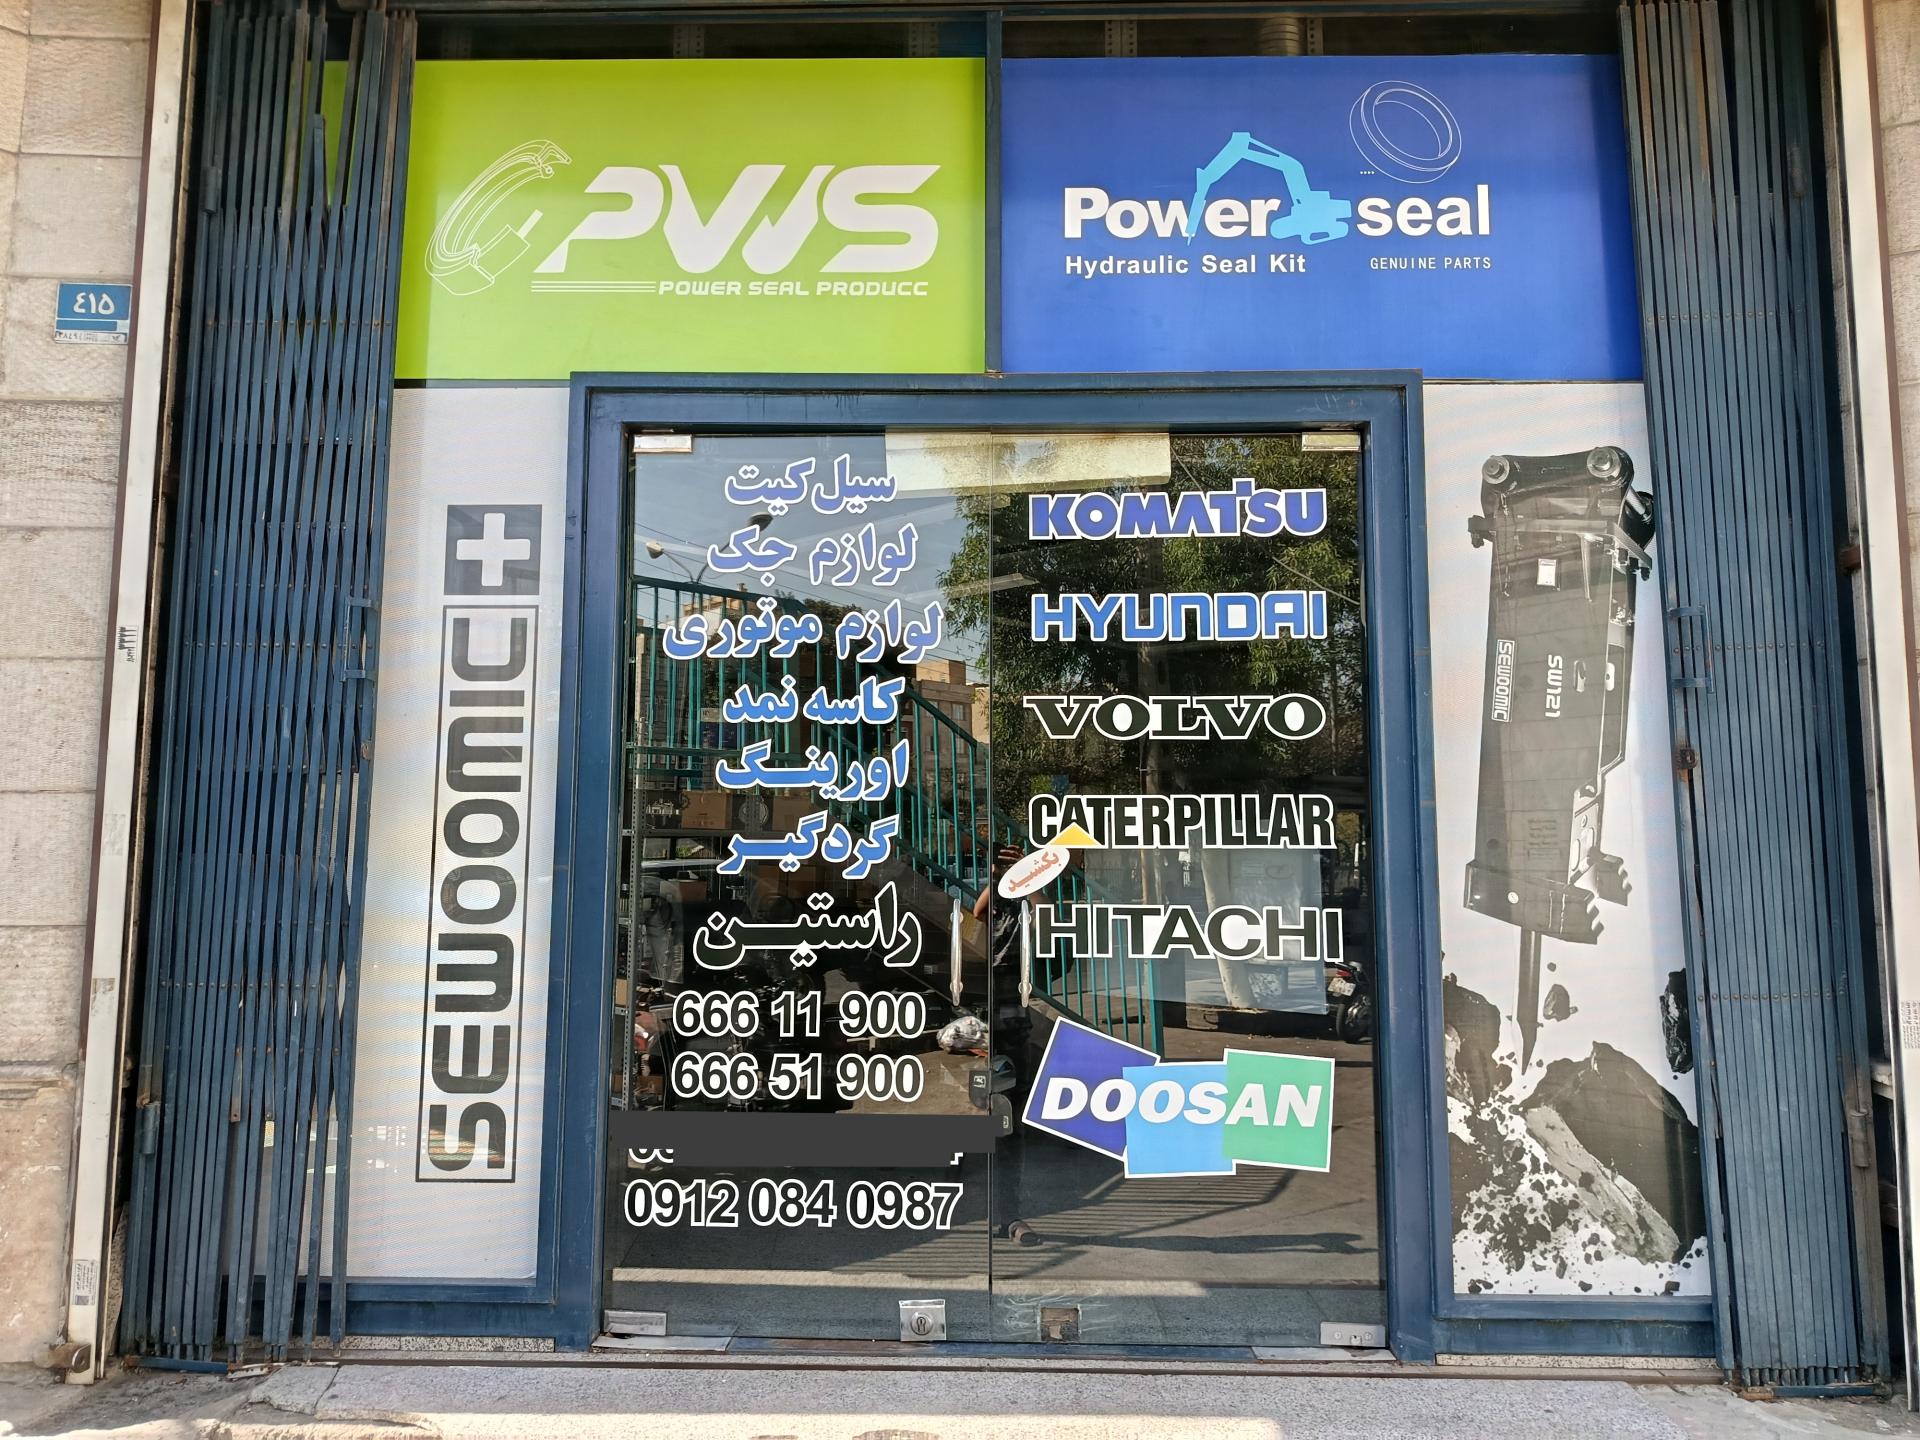 PWS
POWER SEAL PRODUCC
Power seal
Hydraulic Seal Kit
GENUINE PARTS
٤١٥
SEWOOMIC
سیل کیت
لوازم جک
لوازم موتوری
کاسه نمد
اورینگ
گردگیر
راستین
666 11 900
666 51 900
0912 084 0987
KOMATSU
HYUNDAI
VOLVO
CATERPILLAR
بکشید
HITACHI
DOOSAN
SEWOOMIC
SW121